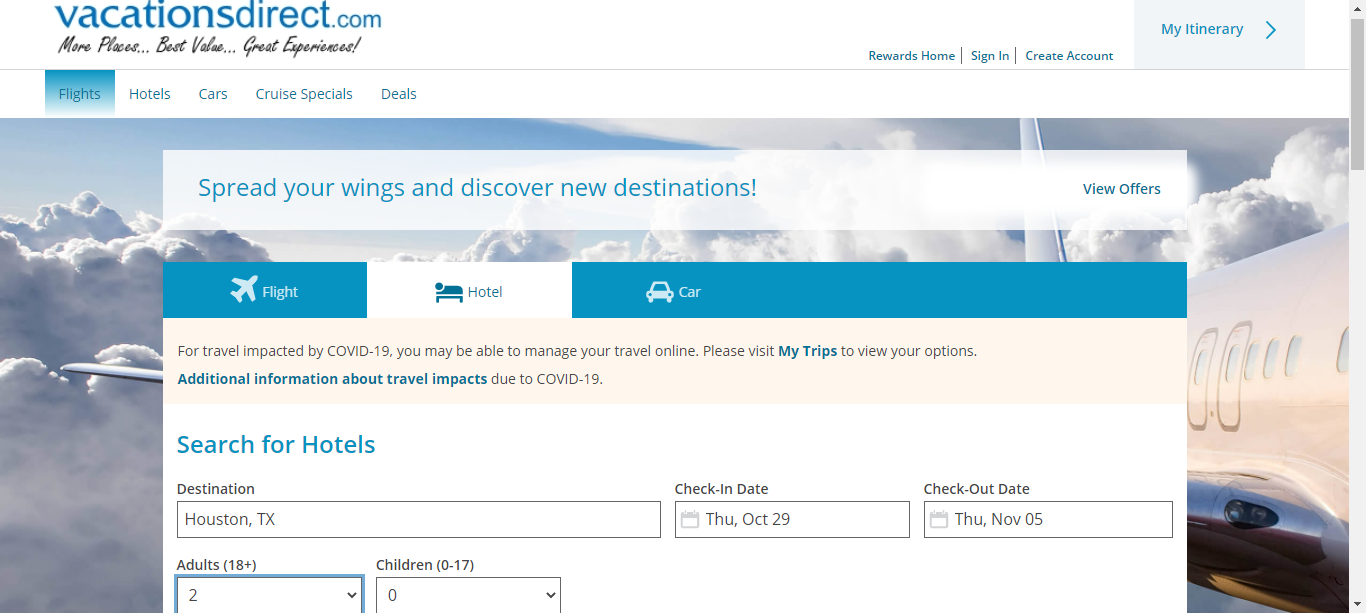 vacationsdirect.com
More Places... Best Value... Great Experiences!
My Itinerary
Rewards Home
Sign In
Create Account
Flights
Hotels
Cars
Cruise Specials
Deals
Spread your wings and discover new destinations!
View Offers
Flight
Hotel
Car
For travel impacted by COVID-19, you may be able to manage your travel online. Please visit My Trips to view your options.
Additional information about travel impacts due to COVID-19.
Search for Hotels
Destination
Check-In Date
Check-Out Date
Houston, TX
Thu, Oct 29
Thu, Nov 05
Adults (18+)
Children (0-17)
2
0